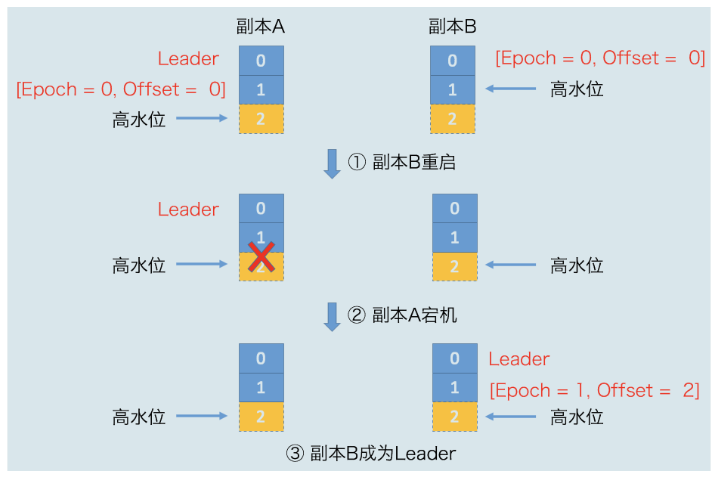 副本A 副本B
0 0
Leader
[Epoch = 0, Offset = 0]
1 1
[Epoch = 0, Offset = 0]
高水位
高水位
2 2
① 副本B重启
0 0
Leader
1 1
高水位
2 2
高水位
② 副本A宕机
0 0
Leader
1 1
[Epoch = 1, Offset = 2]
高水位
2 2
高水位
③ 副本B成为Leader